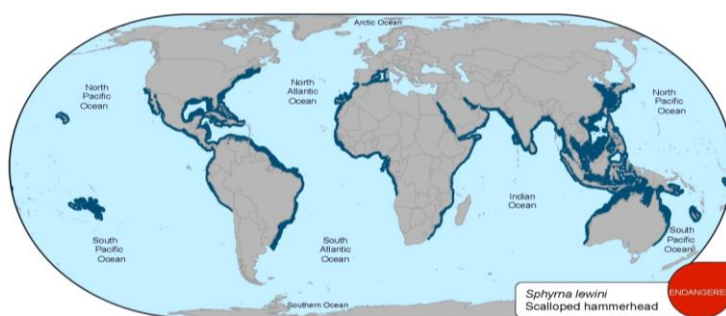 Arctic Ocean
North
Pacific
Ocean
North
Atlantic
Ocean
North
Pacific
Ocean
Indian
Ocean
South
Pacific
Ocean
South
Atlantic
Ocean
South
Pacific
Ocean
Southern Ocean
Sphyrna lewini
Scalloped hammerhead
ENDANGERE